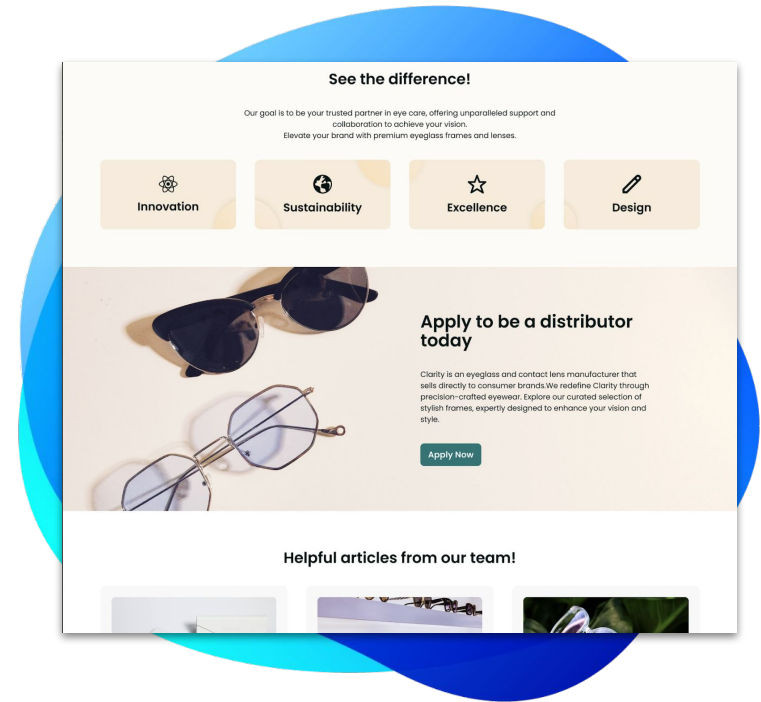 See the difference!
Our goal is to be your trusted partner in eye care, offering unparalleled support and
collaboration to achieve your vision.
Elevate your brand with premium eyeglass frames and lenses.
Innovation
Sustainability
Excellence
Design
Apply to be a distributor
today
Clarity is an eyeglass and contact lens manufacturer that
sells directly to consumer brands.We redefine Clarity through
precision-crafted eyewear. Explore our curated selection of
stylish frames, expertly designed to enhance your vision and
style.
Apply Now
Helpful articles from our team!